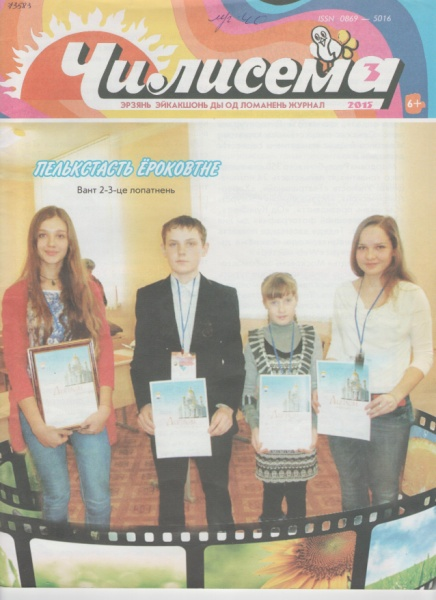 73583
ISSN 0869 — 5016
Чилисема
3
2015
6+
ЭРЗЯНЬ ЭЙКАКШОНЬ ДЫ ОД ЛОМАНЕНЬ ЖУРНАЛ
ПЕЛЬКСТАСТЬ ЁРОКОВТНЕ
Вант 2-3-це лопатнень